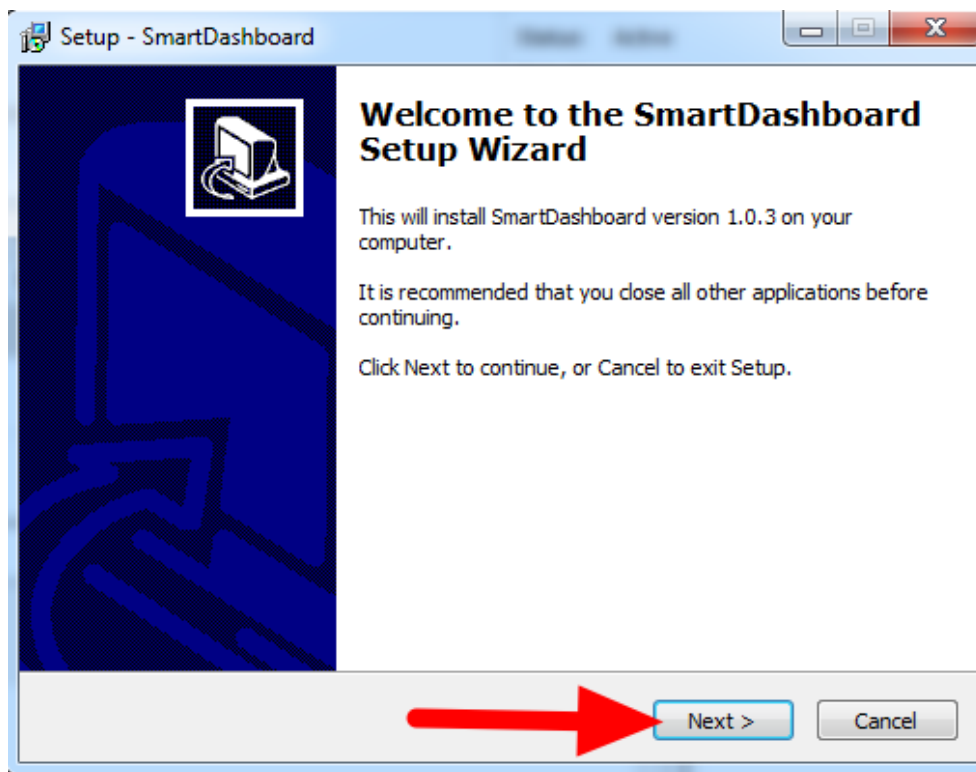 Setup - SmartDashboard
Welcome to the SmartDashboard
Setup Wizard
This will install SmartDashboard version 1.0.3 on your
computer.
It is recommended that you close all other applications before
continuing.
Click Next to continue, or Cancel to exit Setup.
Next >
Cancel